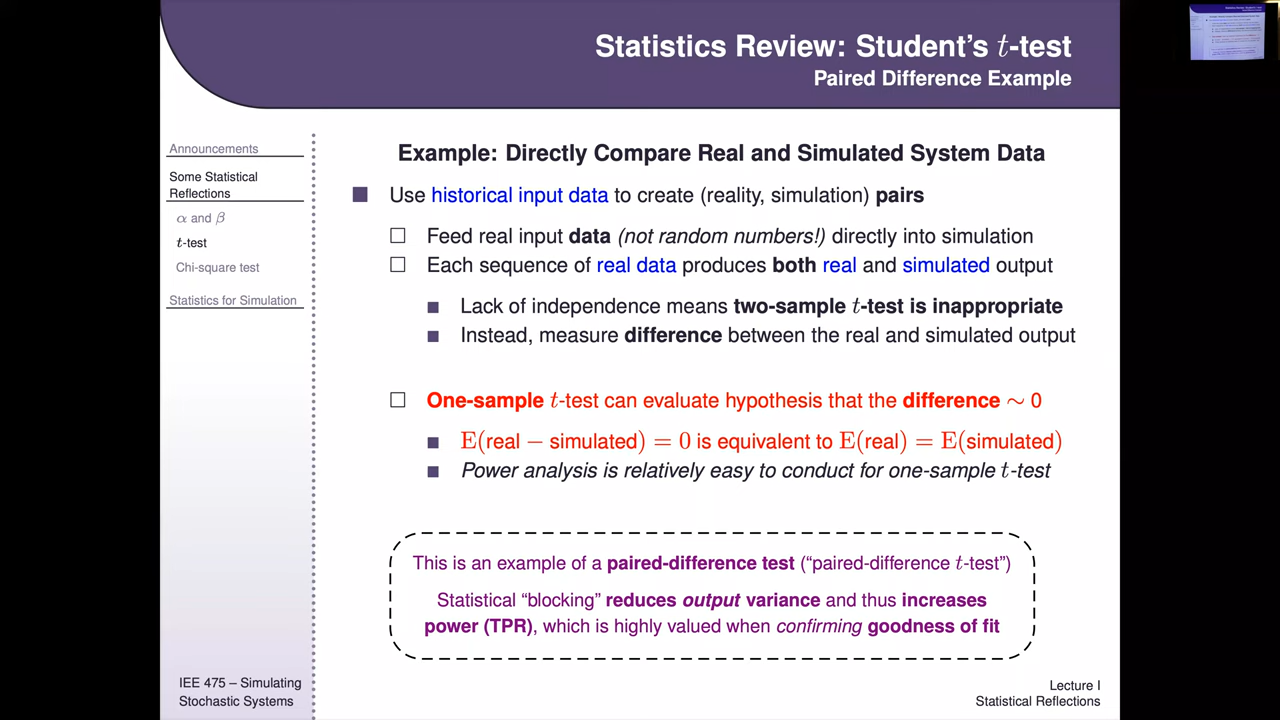 Statistics Review: Student's t-test
Paired Difference Example
Announcements
Some Statistical
Reflections
α and β
t-test
Chi-square test
Statistics for Simulation
Example: Directly Compare Real and Simulated System Data
Use historical input data to create (reality, simulation) pairs
Feed real input data (not random numbers!) directly into simulation
Each sequence of real data produces both real and simulated output
Lack of independence means two-sample t-test is inappropriate
Instead, measure difference between the real and simulated output
One-sample t-test can evaluate hypothesis that the difference ∼ 0
E(real − simulated) = 0 is equivalent to E(real) = E(simulated)
Power analysis is relatively easy to conduct for one-sample t-test
This is an example of a paired-difference test (“paired-difference t-test”)
Statistical “blocking” reduces output variance and thus increases
power (TPR), which is highly valued when confirming goodness of fit
IEE 475 – Simulating
Stochastic Systems
Lecture I
Statistical Reflections